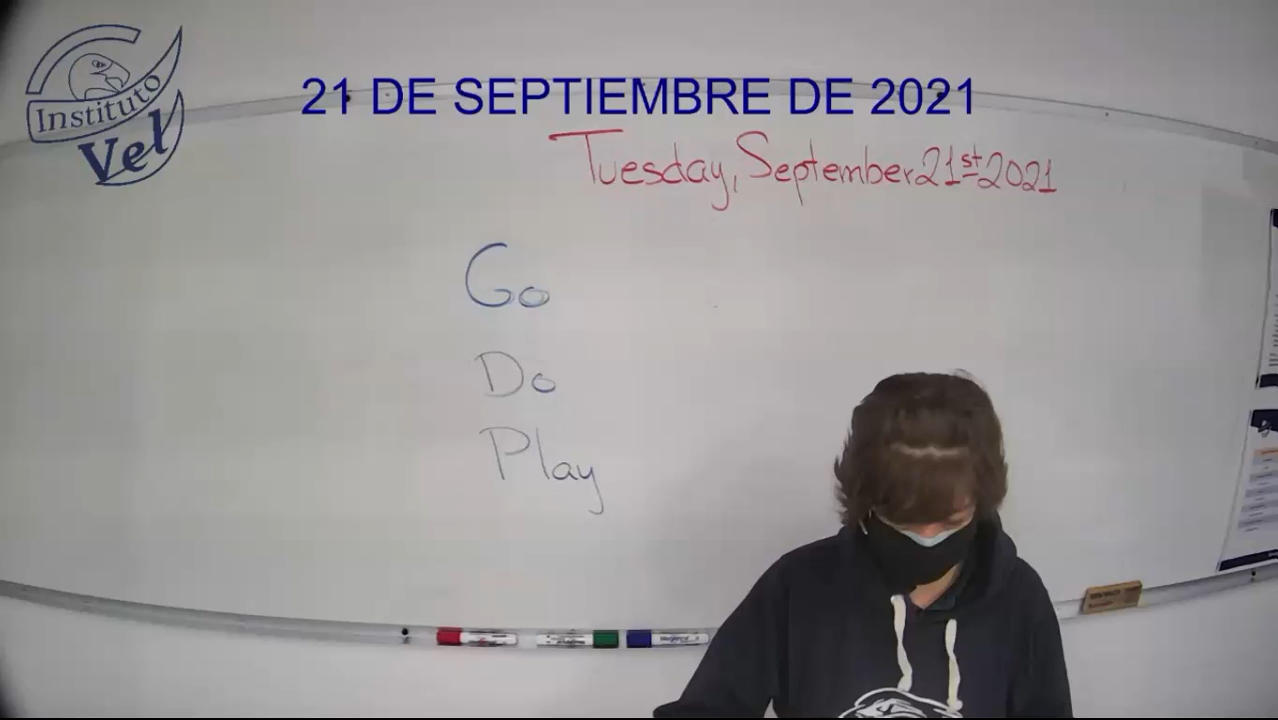 Instituto
Vel
21 DE SEPTIEMBRE DE 2021
Tuesday, September 21st 2021
Go
Do
Play